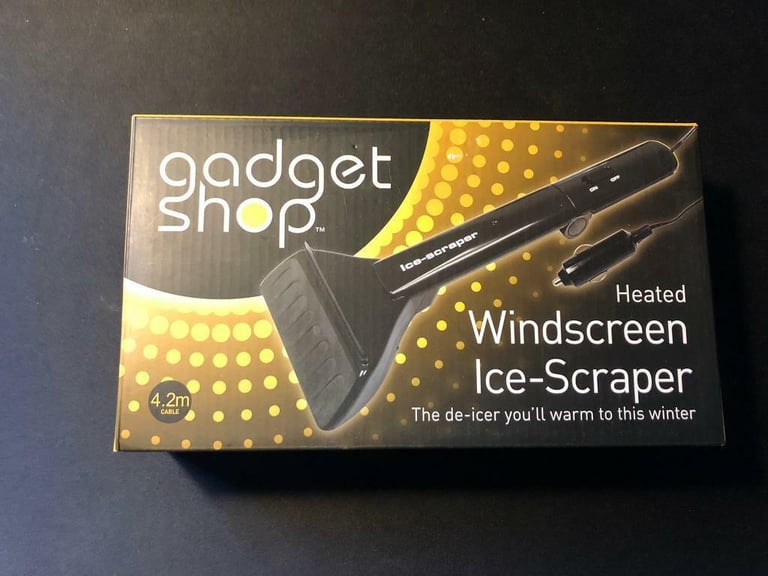 gadget
shop™
Ice-scraper
Heated
Windscreen
Ice-Scraper
The de-icer you'll warm to this winter
4.2m
CABLE